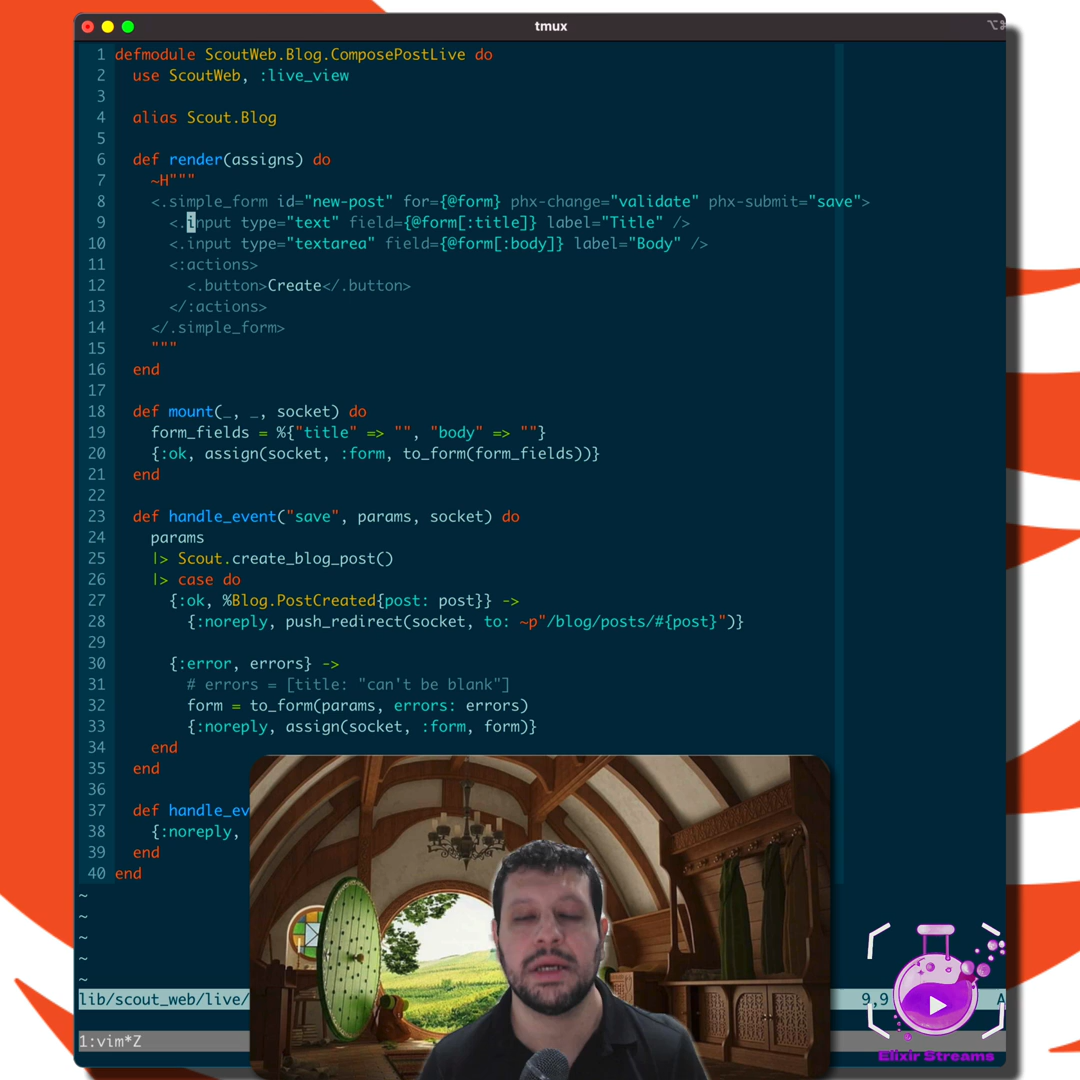 tmux
1 defmodule ScoutWeb.Blog.ComposePostLive do
2   use ScoutWeb, :live_view
3
4   alias Scout.Blog
5
6   def render(assigns) do
7     ~H"""
8     <.simple_form id="new-post" for={@form} phx-change="validate" phx-submit="save">
9       <.input type="text" field={@form[:title]} label="Title" />
10       <.input type="textarea" field={@form[:body]} label="Body" />
11       <:actions>
12         <.button>Create</.button>
13       </:actions>
14     </.simple_form>
15     """
16   end
17
18   def mount(_, _, socket) do
19     form_fields = %{"title" => "", "body" => ""}
20     {:ok, assign(socket, :form, to_form(form_fields))}
21   end
22
23   def handle_event("save", params, socket) do
24     params
25     |> Scout.create_blog_post()
26     |> case do
27       {:ok, %Blog.PostCreated{post: post}} ->
28         {:noreply, push_redirect(socket, to: ~p"/blog/posts/#{post}")}
29
30       {:error, errors} ->
31         # errors = [title: "can't be blank"]
32         form = to_form(params, errors: errors)
33         {:noreply, assign(socket, :form, form)}
34     end
35   end
36
37   def handle_ev
38     {:noreply,
39   end
40 end
~
~
~
~
~
lib/scout_web/live/ 9,9 A
1:vim*Z
Elixir Streams